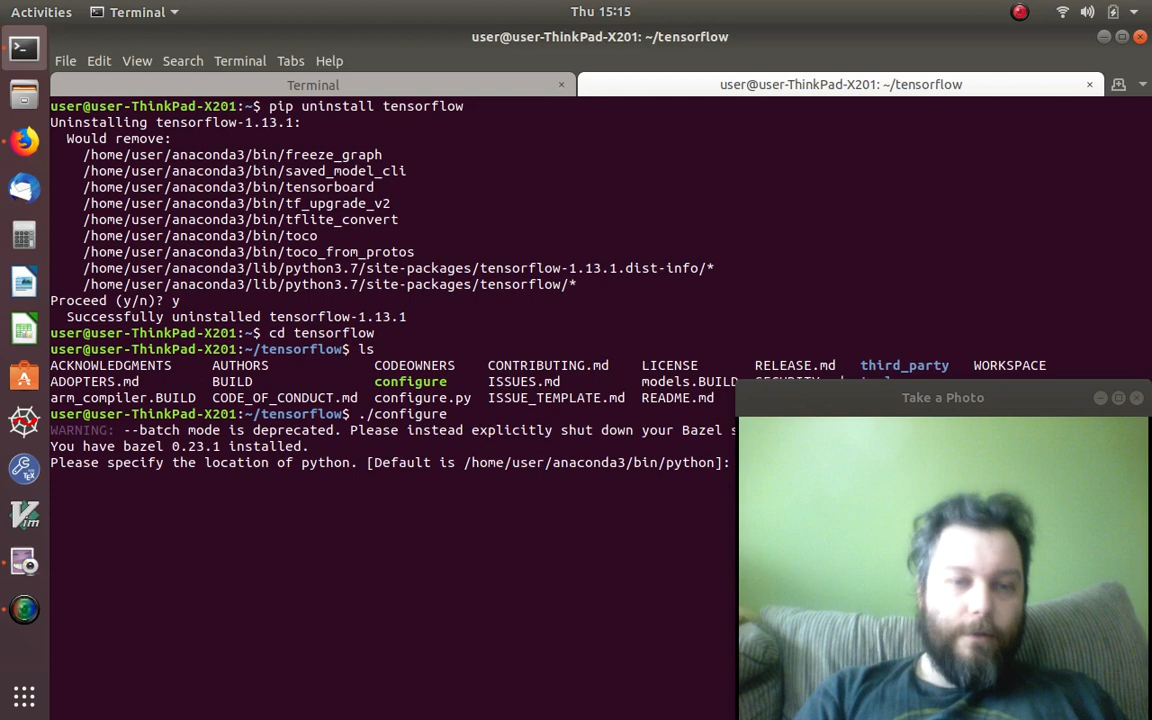 Activities Terminal Thu 15:15
user@user-ThinkPad-X201: ~/tensorflow
File Edit View Search Terminal Tabs Help
Terminal × user@user-ThinkPad-X201: ~/tensorflow ×
user@user-ThinkPad-X201:~$ pip uninstall tensorflow
Uninstalling tensorflow-1.13.1:
Would remove:
/home/user/anaconda3/bin/freeze_graph
/home/user/anaconda3/bin/saved_model_cli
/home/user/anaconda3/bin/tensorboard
/home/user/anaconda3/bin/tf_upgrade_v2
/home/user/anaconda3/bin/tflite_convert
/home/user/anaconda3/bin/toco
/home/user/anaconda3/bin/toco_from_protos
/home/user/anaconda3/lib/python3.7/site-packages/tensorflow-1.13.1.dist-info/*
/home/user/anaconda3/lib/python3.7/site-packages/tensorflow/*
Proceed (y/n)? y
Successfully uninstalled tensorflow-1.13.1
user@user-ThinkPad-X201:~$ cd tensorflow
user@user-ThinkPad-X201:~/tensorflow$ ls
ACKNOWLEDGMENTS AUTHORS CODEOWNERS CONTRIBUTING.md LICENSE RELEASE.md third_party WORKSPACE
ADOPTERS.md BUILD configure ISSUES.md models.BUILD
arm_compiler.BUILD CODE_OF_CONDUCT.md configure.py ISSUE_TEMPLATE.md README.md
Take a Photo
user@user-ThinkPad-X201:~/tensorflow$ ./configure
WARNING: --batch mode is deprecated. Please instead explicitly shut down your Bazel s
You have bazel 0.23.1 installed.
Please specify the location of python. [Default is /home/user/anaconda3/bin/python]: